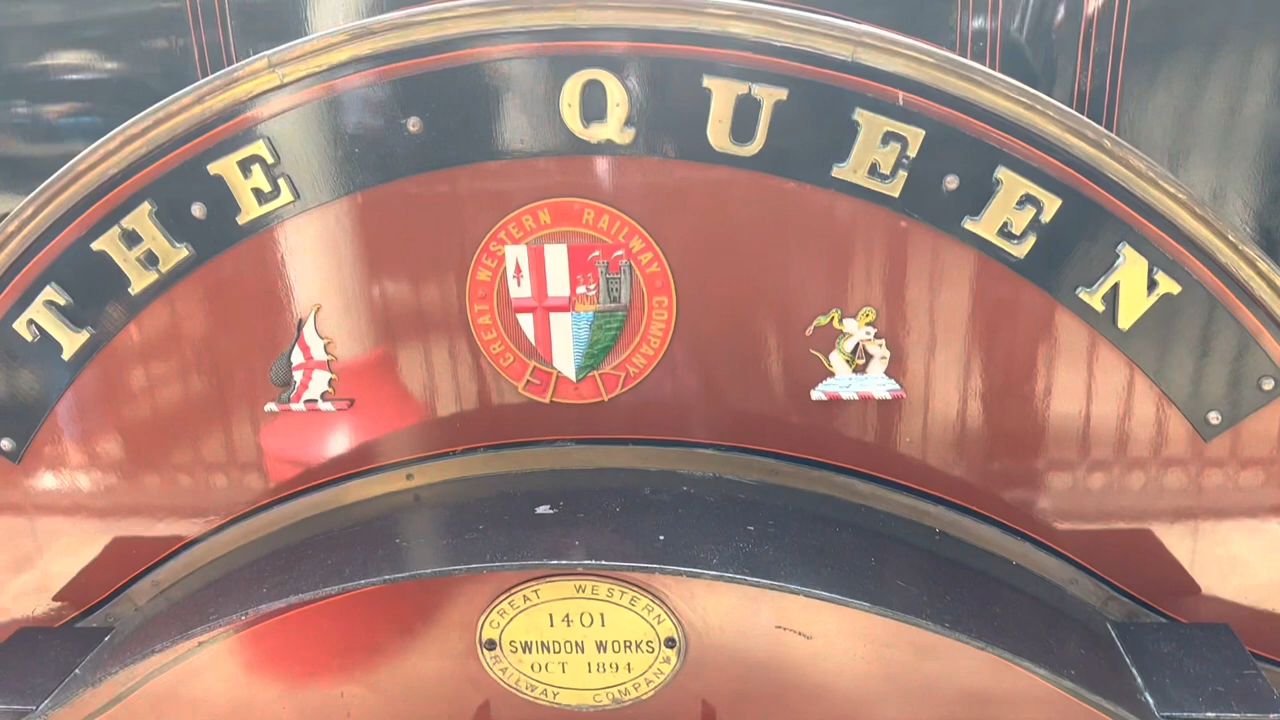 THE QUEEN
GREAT WESTERN RAILWAY COMPANY
GREAT WESTERN
1401
SWINDON WORKS
OCT 1894
RAILWAY COMPANY